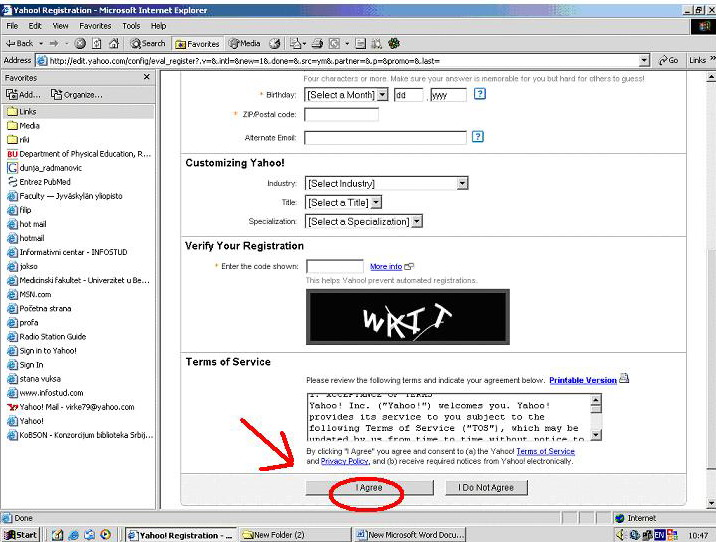 Yahoo! Registration - Microsoft Internet Explorer
File Edit View Favorites Tools Help
Back Search Favorites Media
Address http://edit.yahoo.com/config/eval_register?.v=&.intl=&new=1&.done=&.src=ym&.partner=&.p=&promo=&.last= Go Links »
Favorites
Add... Organize...
Links
Media
riki
BU Department of Physical Education, R...
dunja_radmanovic
Entrez PubMed
Faculty — Jyväskylän yliopisto
filip
hot mail
hotmail
Informativni centar - INFOSTUD
jokso
Medicinski fakultet - Univerzitet u Be...
MSN.com
Početna strana
profa
Radio Station Guide
Sign in to Yahoo!
Sign In
stana vuksa
www.infostud.com
Yahoo! Mail - virke79@yahoo.com
Yahoo!
KoBSON - Konzorcijum biblioteka Srbij...
Four characters or more. Make sure your answer is memorable for you but hard for others to guess!
* Birthday: [Select a Month] dd , yyyy ?
* ZIP/Postal code:
Alternate Email: ?
Customizing Yahoo!
Industry: [Select Industry]
Title: [Select a Title]
Specialization: [Select a Specialization]
Verify Your Registration
* Enter the code shown: More info
This helps Yahoo! prevent automated registrations.
Terms of Service
Please review the following terms and indicate your agreement below. Printable Version
1. ACCEPTANCE OF TERMS
Yahoo! Inc. ("Yahoo!") welcomes you. Yahoo!
provides its service to you subject to the
following Terms of Service ("TOS"), which may be
updated by us from time to time without notice to
By clicking "I Agree" you agree and consent to (a) the Yahoo! Terms of Service
and Privacy Policy, and (b) receive required notices from Yahoo! electronically.
I Agree I Do Not Agree
Done Internet
Start Yahoo! Registration - ... New Folder (2) New Microsoft Word Docu... EN 10:47